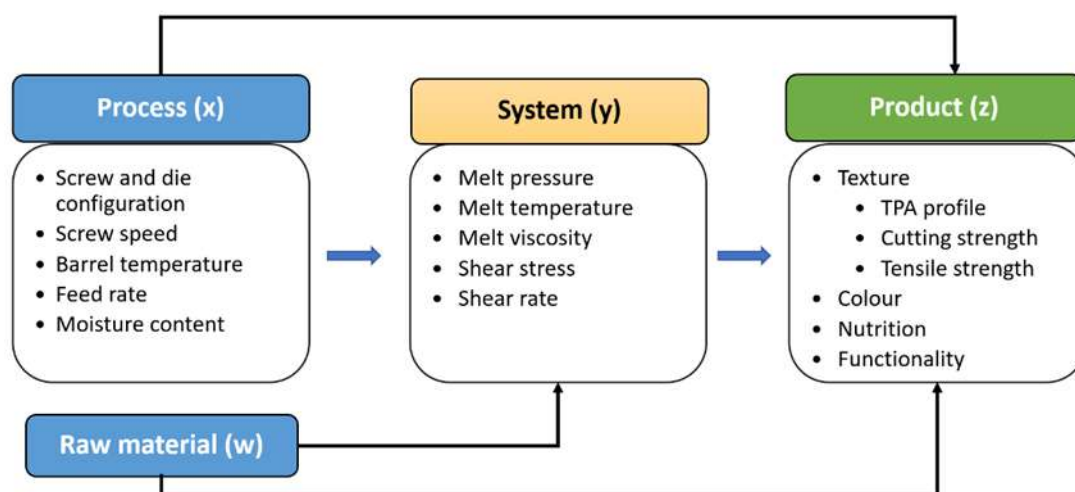 Process (x)
• Screw and die
configuration
• Screw speed
• Barrel temperature
• Feed rate
• Moisture content
System (y)
• Melt pressure
• Melt temperature
• Melt viscosity
• Shear stress
• Shear rate
Product (z)
• Texture
• TPA profile
• Cutting strength
• Tensile strength
• Colour
• Nutrition
• Functionality
Raw material (w)